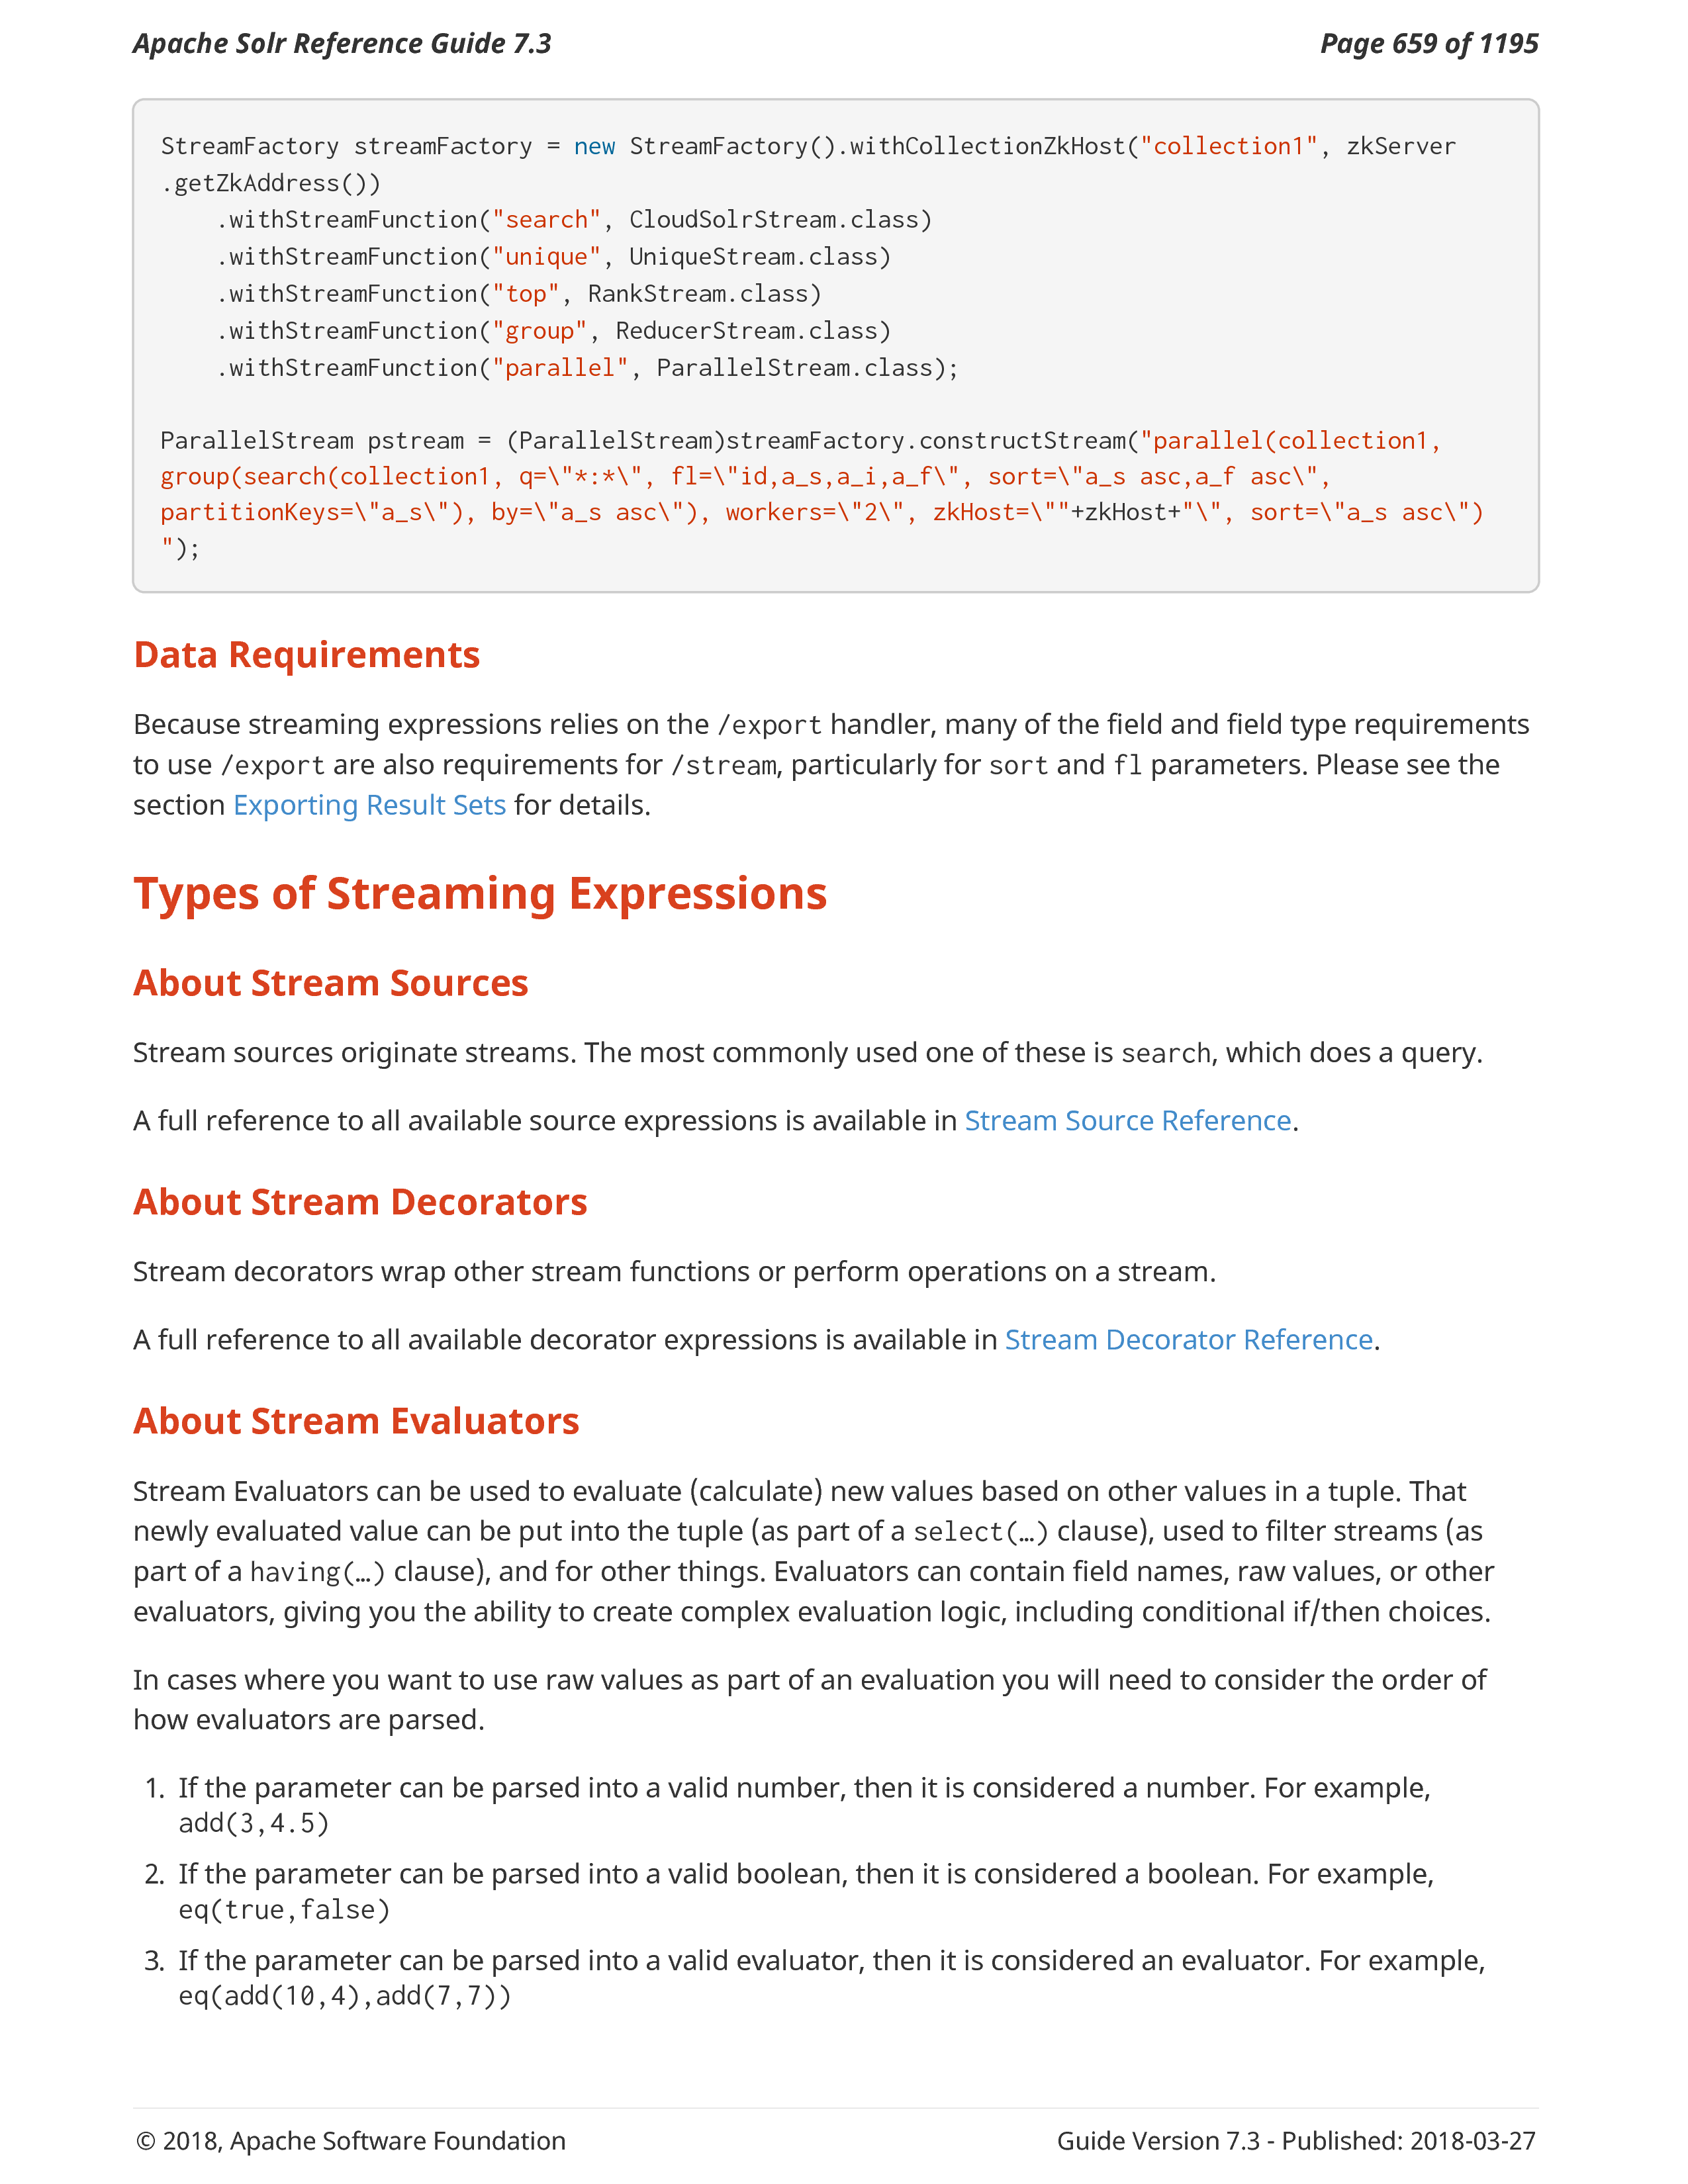 Apache Solr Reference Guide 7.3 Page 659 of 1195
StreamFactory streamFactory = new StreamFactory().withCollectionZkHost("collection1", zkServer
.getZkAddress())
    .withStreamFunction("search", CloudSolrStream.class)
    .withStreamFunction("unique", UniqueStream.class)
    .withStreamFunction("top", RankStream.class)
    .withStreamFunction("group", ReducerStream.class)
    .withStreamFunction("parallel", ParallelStream.class);
ParallelStream pstream = (ParallelStream)streamFactory.constructStream("parallel(collection1,
group(search(collection1, q=\"*:*\", fl=\"id,a_s,a_i,a_f\", sort=\"a_s asc,a_f asc\",
partitionKeys=\"a_s\"), by=\"a_s asc\"), workers=\"2\", zkHost=\""+zkHost+"\", sort=\"a_s asc\")
");
Data Requirements
Because streaming expressions relies on the /export handler, many of the field and field type requirements
to use /export are also requirements for /stream, particularly for sort and fl parameters. Please see the
section Exporting Result Sets for details.
Types of Streaming Expressions
About Stream Sources
Stream sources originate streams. The most commonly used one of these is search, which does a query.
A full reference to all available source expressions is available in Stream Source Reference.
About Stream Decorators
Stream decorators wrap other stream functions or perform operations on a stream.
A full reference to all available decorator expressions is available in Stream Decorator Reference.
About Stream Evaluators
Stream Evaluators can be used to evaluate (calculate) new values based on other values in a tuple. That
newly evaluated value can be put into the tuple (as part of a select(…) clause), used to filter streams (as
part of a having(…) clause), and for other things. Evaluators can contain field names, raw values, or other
evaluators, giving you the ability to create complex evaluation logic, including conditional if/then choices.
In cases where you want to use raw values as part of an evaluation you will need to consider the order of
how evaluators are parsed.
1. If the parameter can be parsed into a valid number, then it is considered a number. For example,
add(3,4.5)
2. If the parameter can be parsed into a valid boolean, then it is considered a boolean. For example,
eq(true,false)
3. If the parameter can be parsed into a valid evaluator, then it is considered an evaluator. For example,
eq(add(10,4),add(7,7))
© 2018, Apache Software Foundation Guide Version 7.3 - Published: 2018-03-27